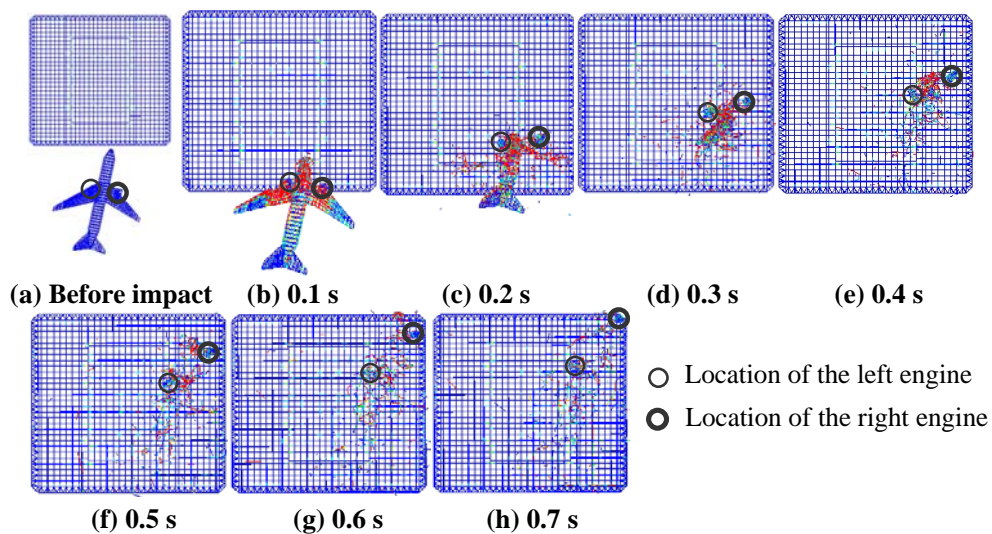 (a) Before impact (b) 0.1 s (c) 0.2 s (d) 0.3 s (e) 0.4 s
Location of the left engine
Location of the right engine
(f) 0.5 s (g) 0.6 s (h) 0.7 s